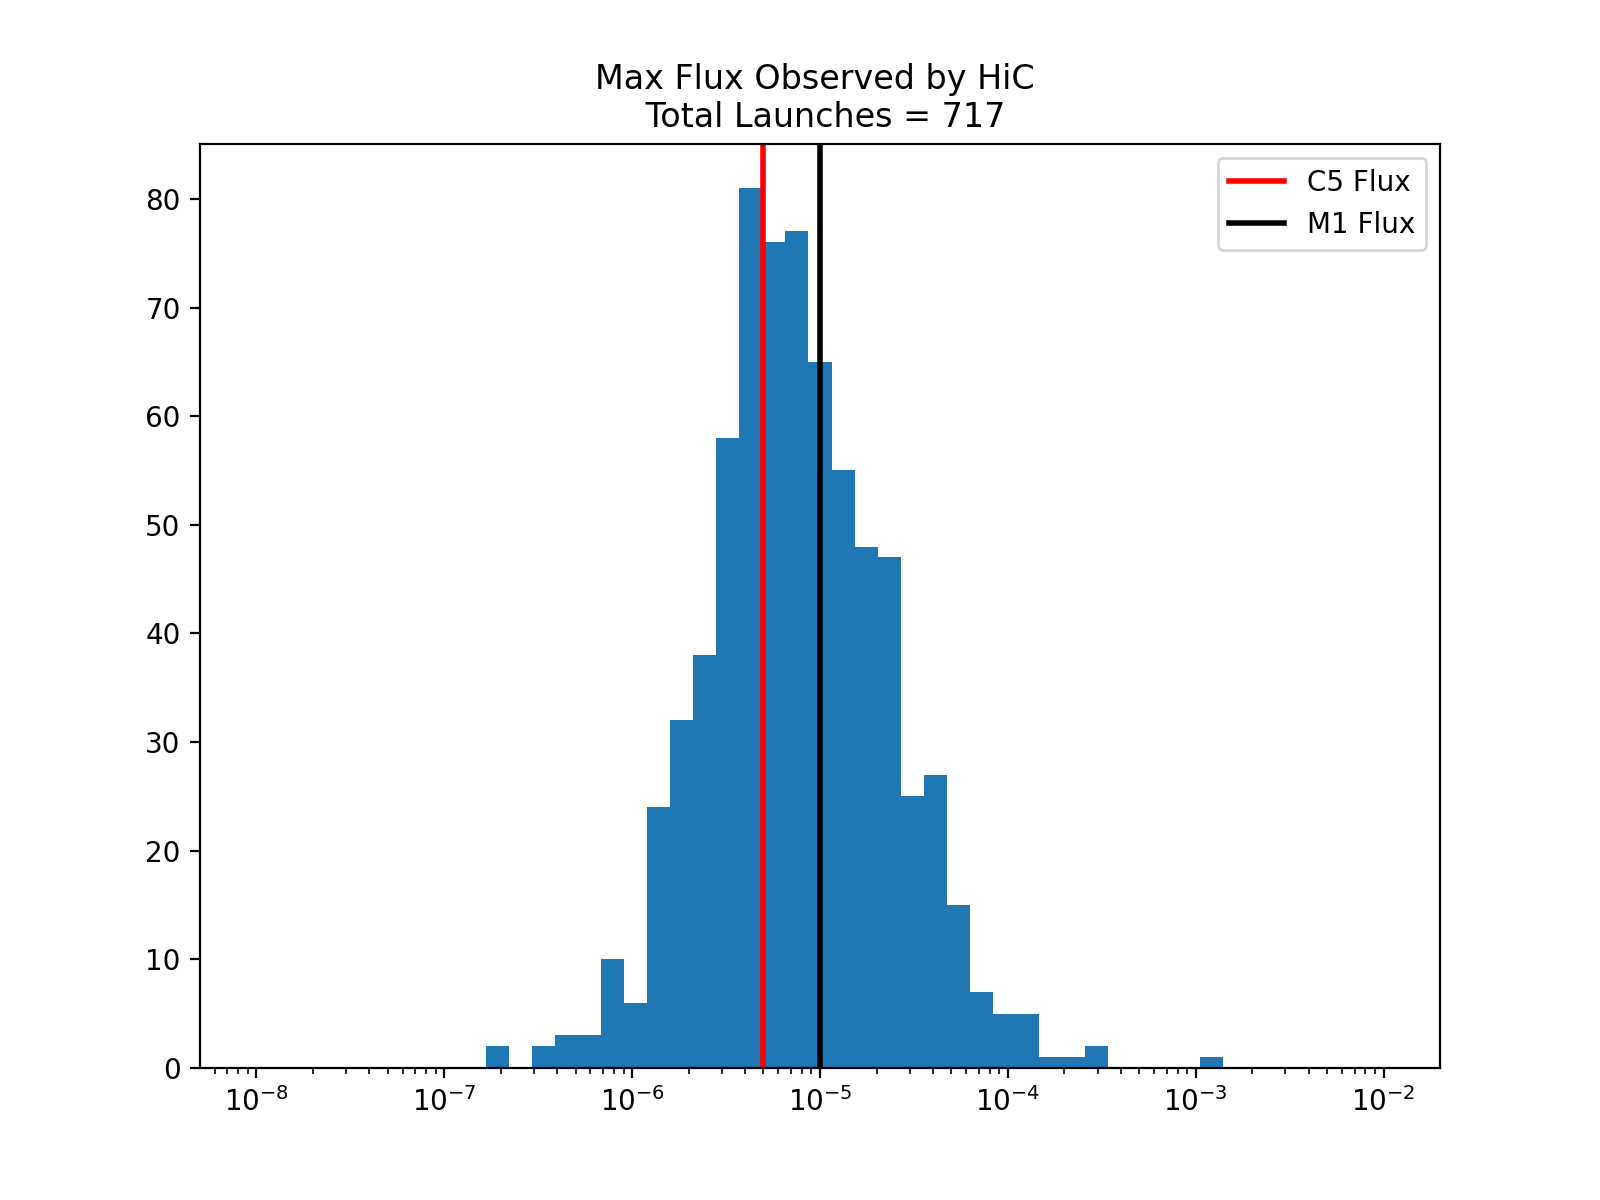 Max Flux Observed by HiC
Total Launches = 717
C5 Flux
M1 Flux
80
70
60
50
40
30
20
10
0
10⁻⁸ 10⁻⁷ 10⁻⁶ 10⁻⁵ 10⁻⁴ 10⁻³ 10⁻²